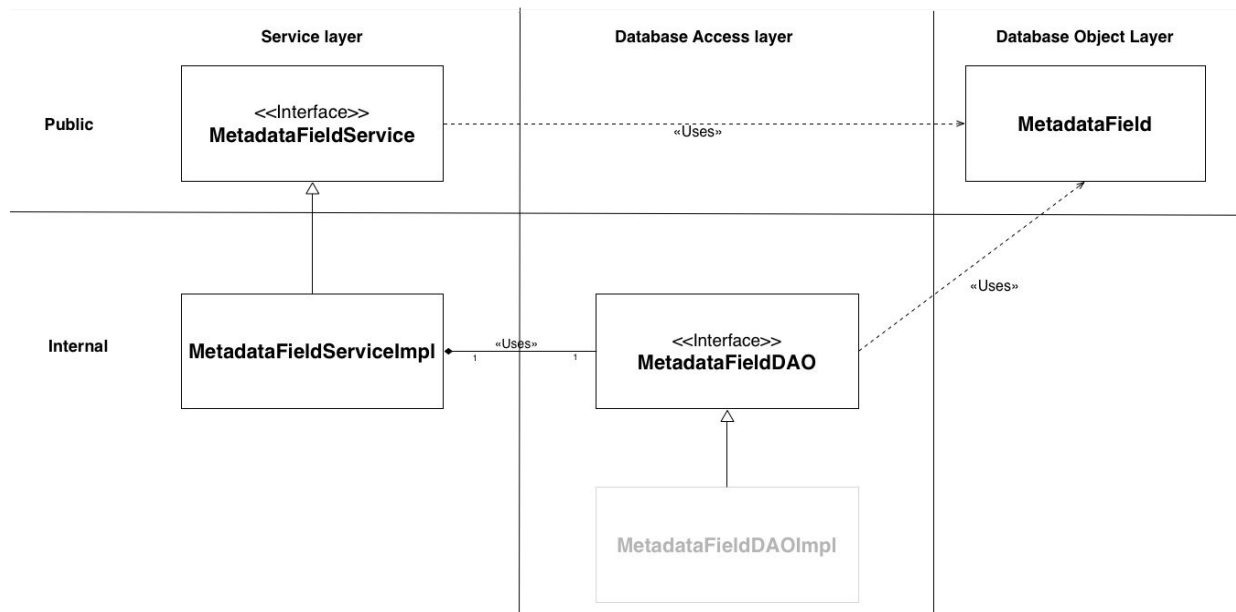 Service layer
Database Access layer
Database Object Layer
Public
<<Interface>>
MetadataFieldService
«Uses»
MetadataField
«Uses»
Internal
MetadataFieldServiceImpl
«Uses»
1
1
<<Interface>>
MetadataFieldDAO
MetadataFieldDAOImpl